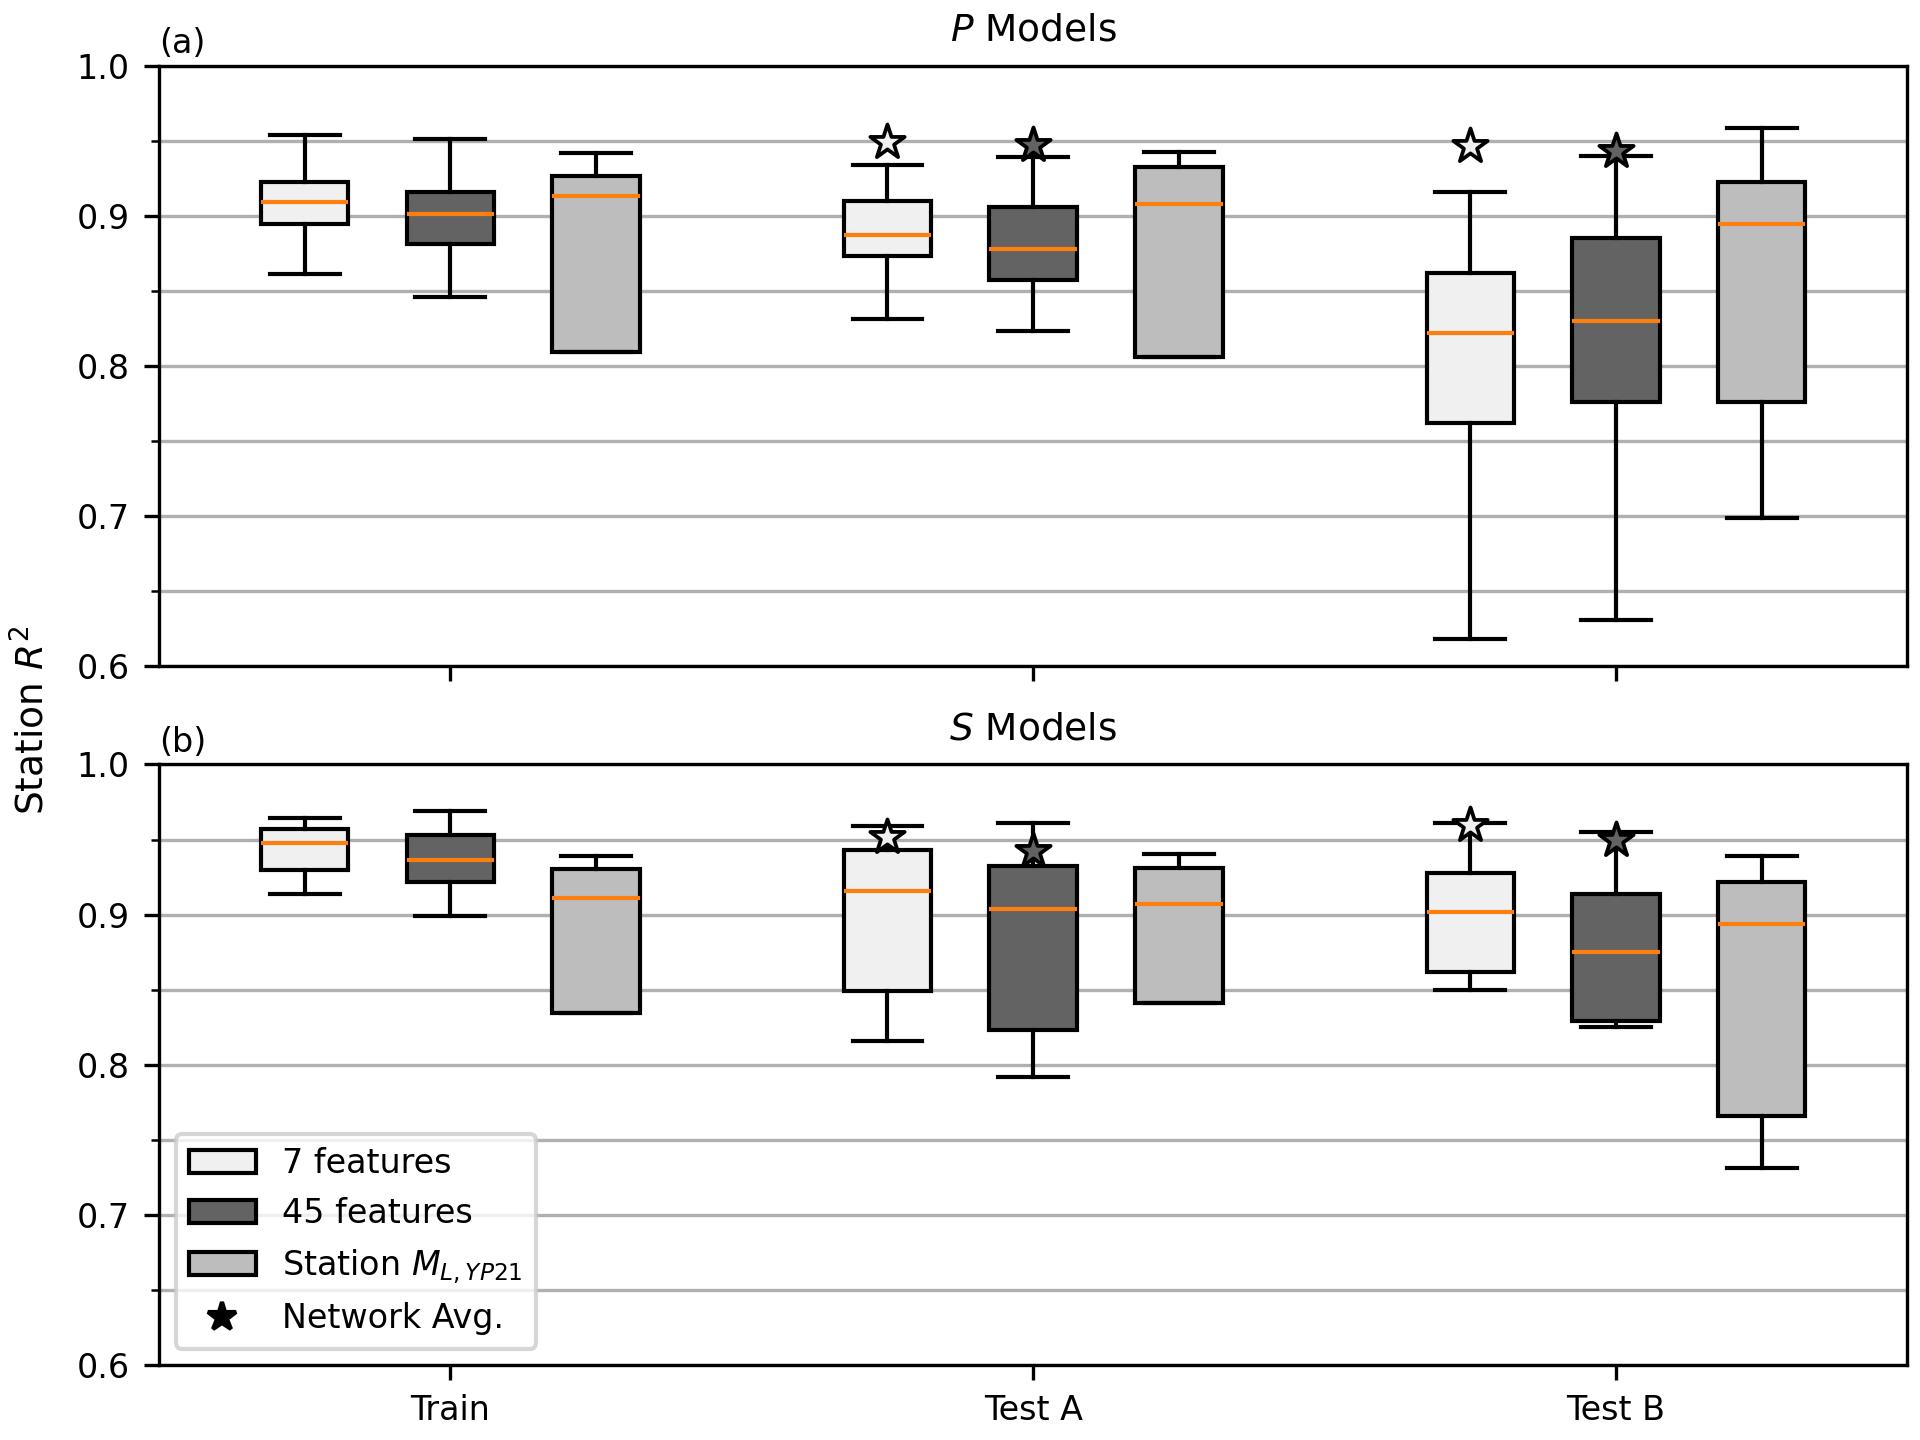 (a)
P Models
1.0
0.9
0.8
0.7
0.6
Station R²
(b)
S Models
1.0
0.9
0.8
0.7
0.6
7 features
45 features
Station M_{L, YP21}
Network Avg.
Train
Test A
Test B